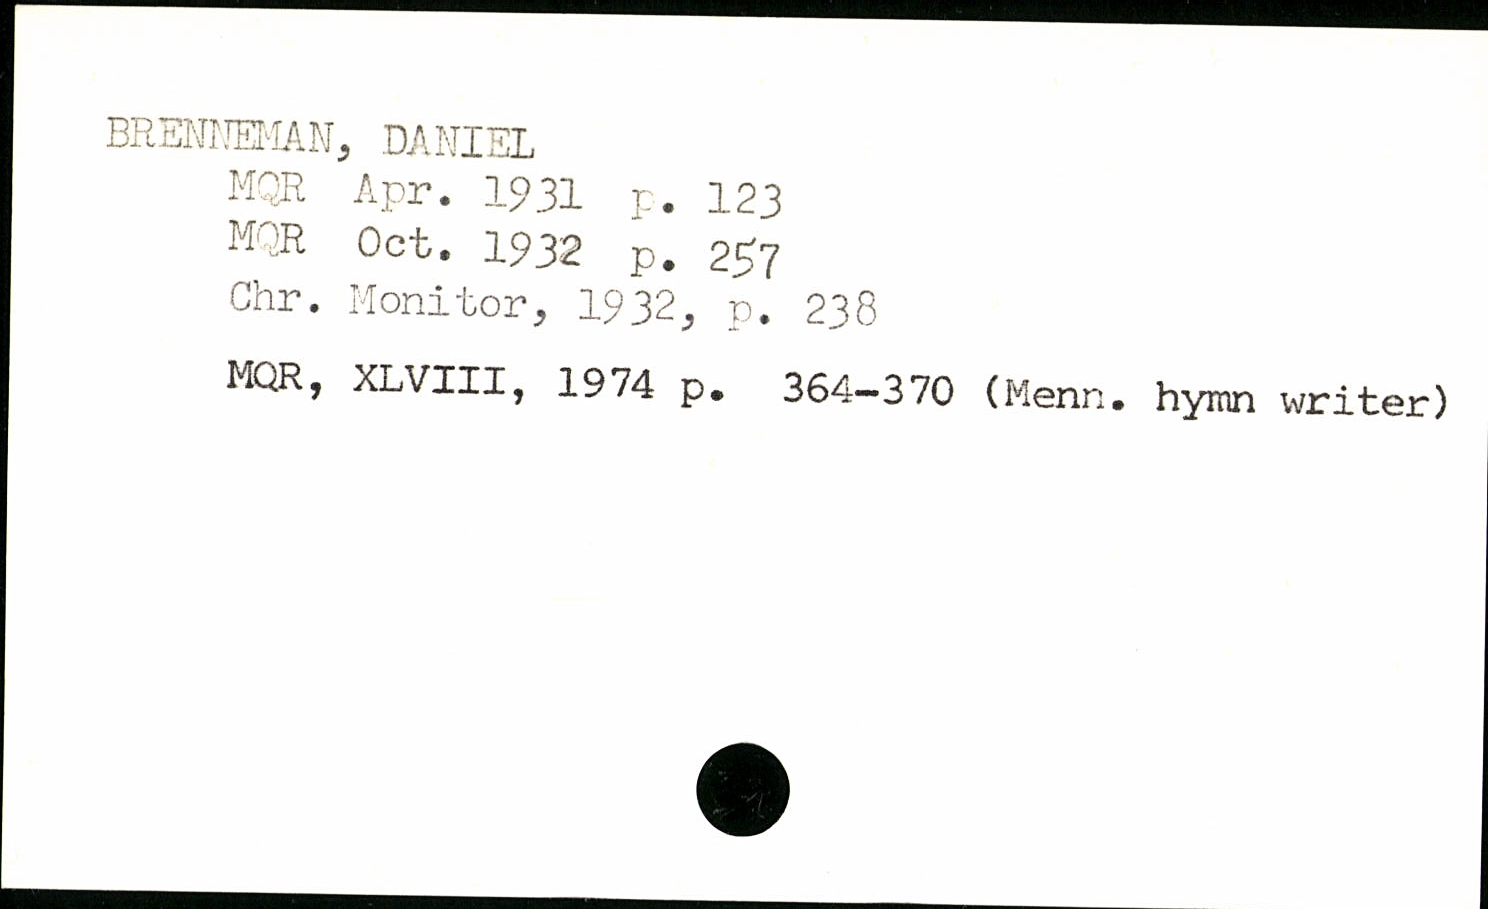 BRENNEMAN, DANIEL
MQR Apr. 1931 p. 123
MQR Oct. 1932 p. 257
Chr. Monitor, 1932, p. 238
MQR, XLVIII, 1974 p. 364-370 (Menn. hymn writer)